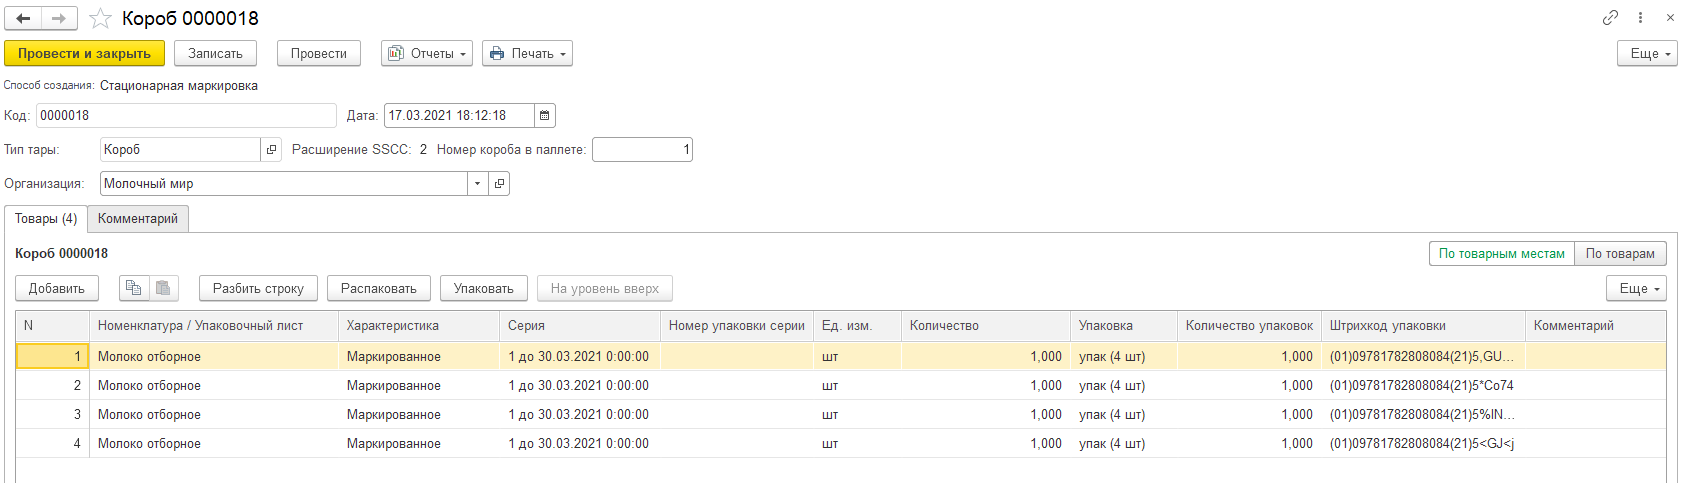 Короб 0000018
Провести и закрыть Записать Провести Отчеты Печать Еще
Способ создания: Стационарная маркировка
Код: 0000018 Дата: 17.03.2021 18:12:18
Тип тары: Короб Расширение SSCC: 2 Номер короба в паллете: 1
Организация: Молочный мир
Товары (4) Комментарий
Короб 0000018 По товарным местам По товарам
Добавить Разбить строку Распаковать Упаковать На уровень вверх Еще
N Номенклатура / Упаковочный лист Характеристика Серия Номер упаковки серии Ед. изм. Количество Упаковка Количество упаковок Штрихкод упаковки Комментарий
1 Молоко отборное Маркированное 1 до 30.03.2021 0:00:00 шт 1,000 упак (4 шт) 1,000 (01)09781782808084(21)5,GU...
2 Молоко отборное Маркированное 1 до 30.03.2021 0:00:00 шт 1,000 упак (4 шт) 1,000 (01)09781782808084(21)5*Co74
3 Молоко отборное Маркированное 1 до 30.03.2021 0:00:00 шт 1,000 упак (4 шт) 1,000 (01)09781782808084(21)5%IN...
4 Молоко отборное Маркированное 1 до 30.03.2021 0:00:00 шт 1,000 упак (4 шт) 1,000 (01)09781782808084(21)5<GJ<j